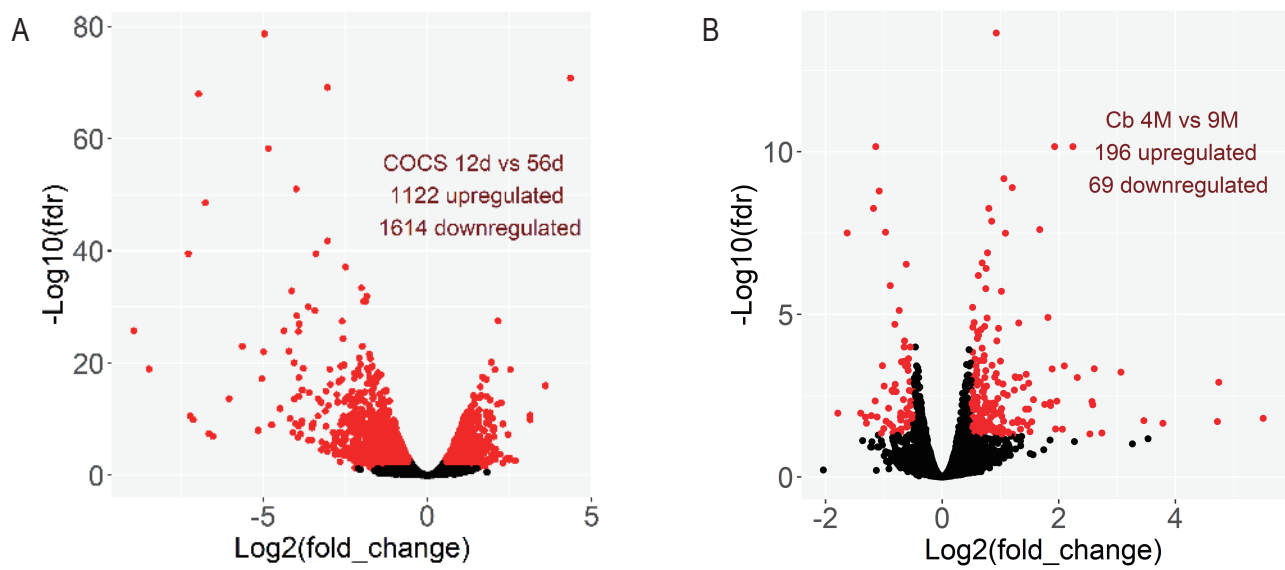 A
80
60
40
20
0
-Log10(fdr)
COCS 12d vs 56d
1122 upregulated
1614 downregulated
-5
0
5
Log2(fold_change)
B
10
5
0
-Log10(fdr)
Cb 4M vs 9M
196 upregulated
69 downregulated
-2
0
2
4
Log2(fold_change)